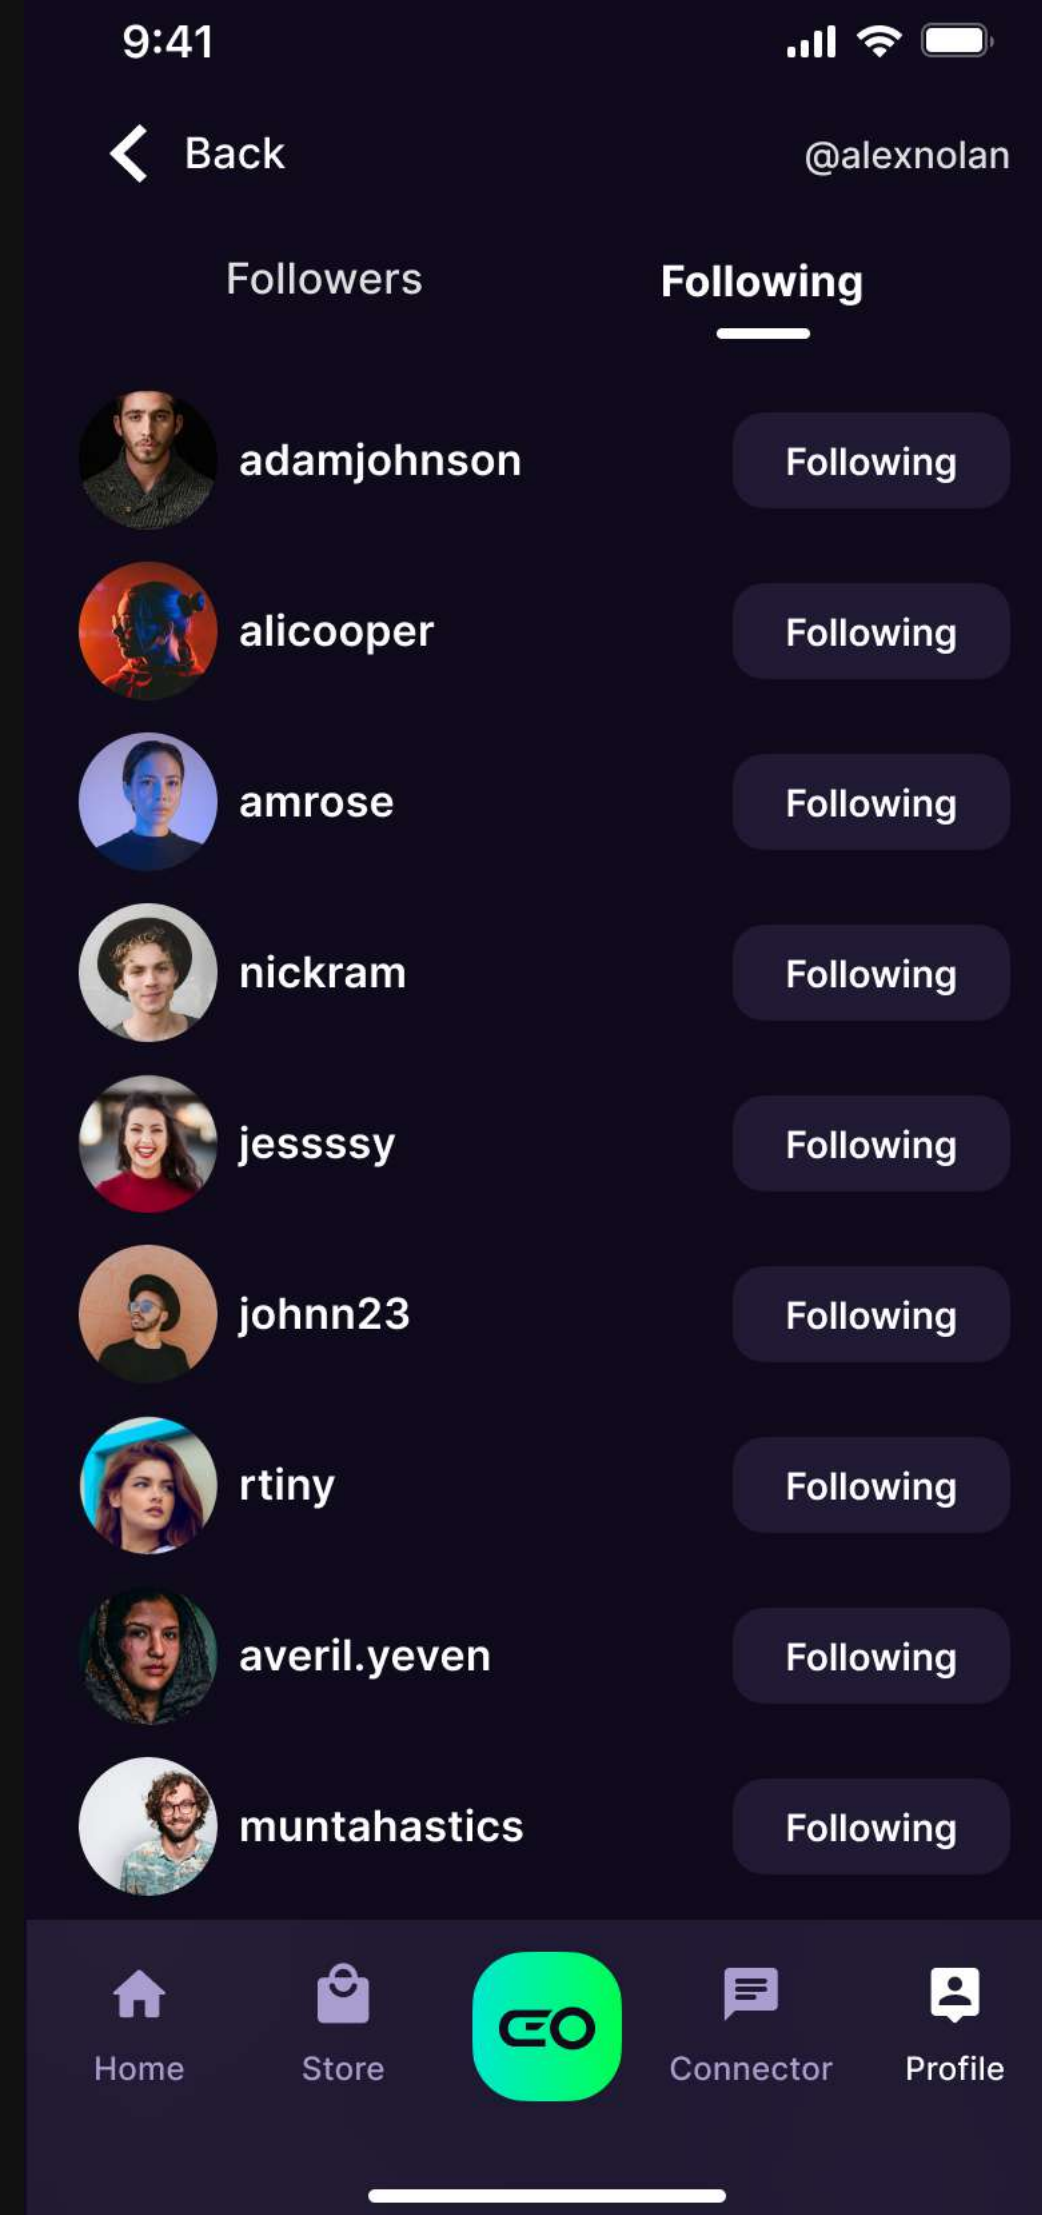 9:41
Back
@alexnolan
Followers
Following
adamjohnson
Following
alicooper
Following
amrose
Following
nickram
Following
jessssy
Following
johnn23
Following
rtiny
Following
averil.yeven
Following
muntahastics
Following
Home
Store
Connector
Profile